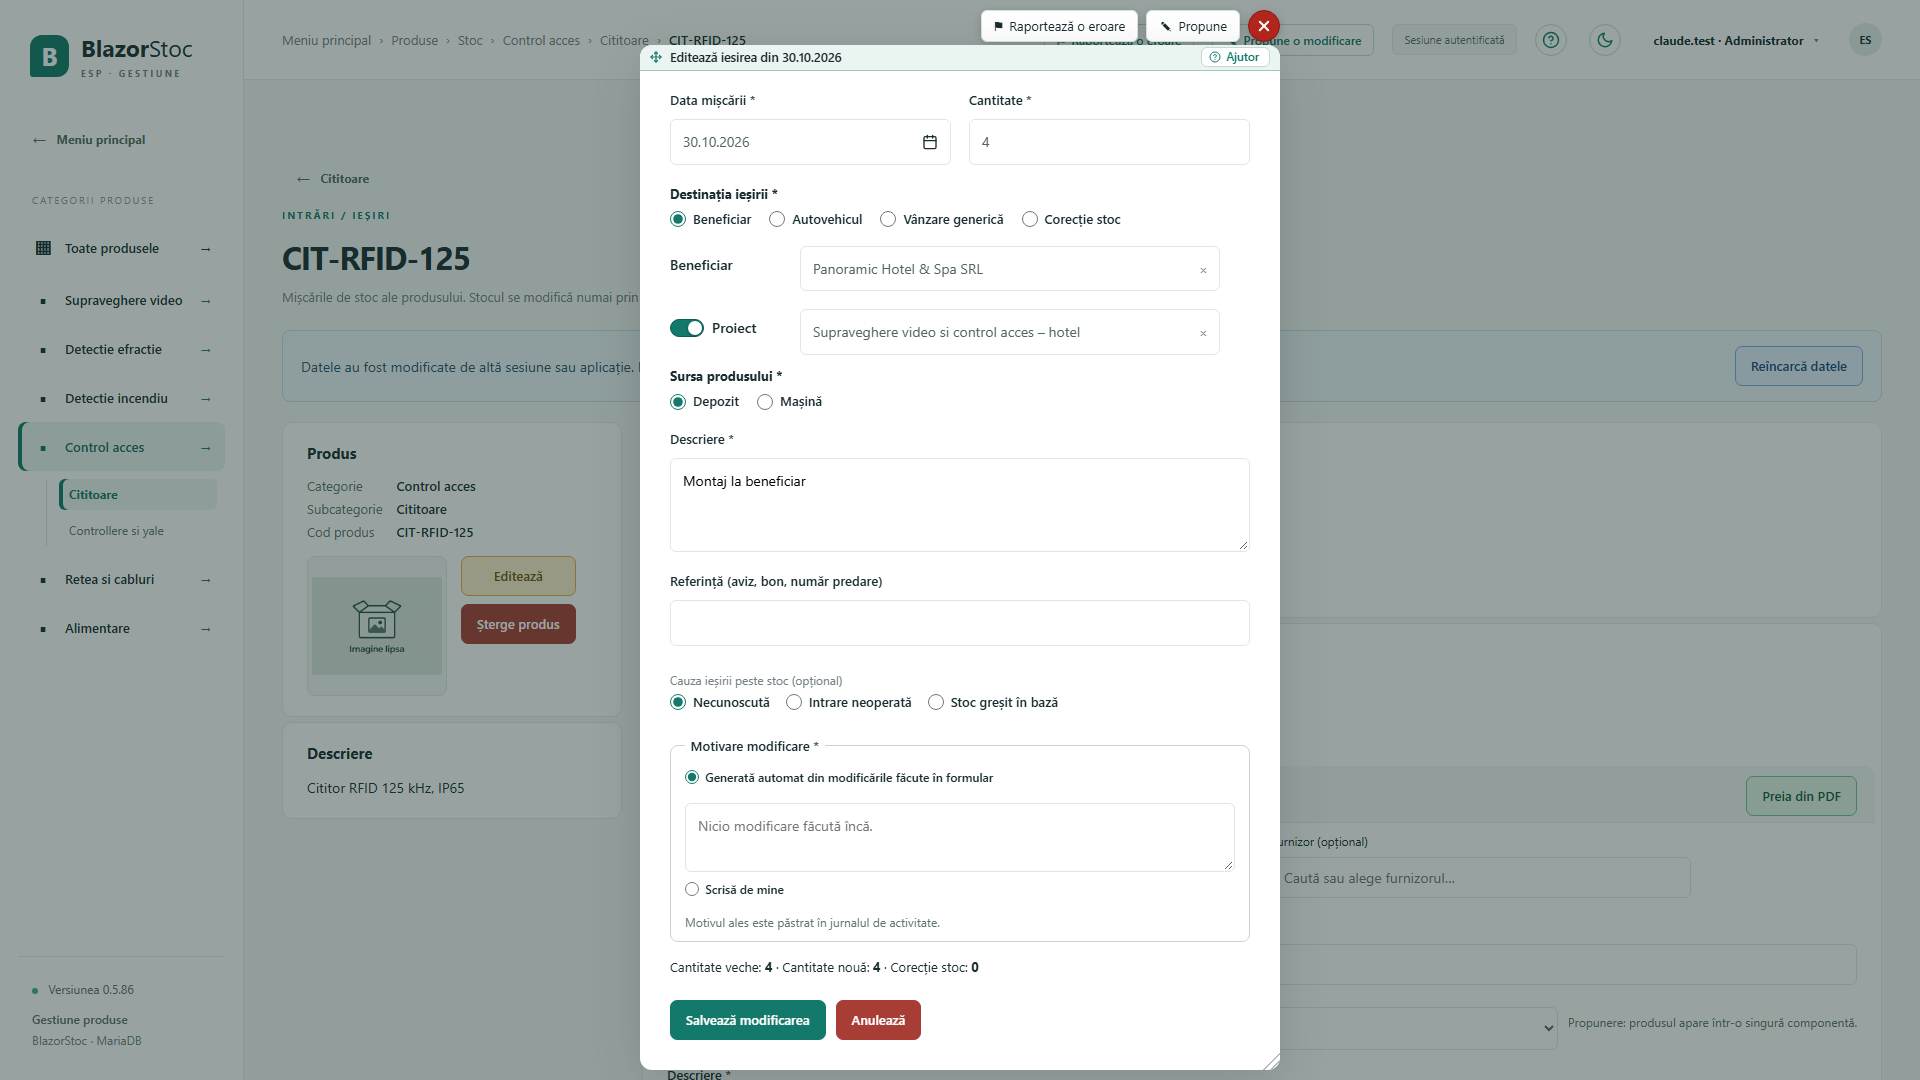 Raportează o eroare
Propune
B
BlazorStoc
ESP · GESTIUNE
Meniu principal › Produse › Stoc › Control acces › Cititoare › CIT-RFID-125
Raportează o eroare
Propune o modificare
Sesiune autentificată
claude.test · Administrator
ES
← Meniu principal
CATEGORII PRODUSE
Toate produsele →
Supraveghere video →
Detectie efractie →
Detectie incendiu →
Control acces →
Cititoare
Controllere si yale
Retea si cabluri →
Alimentare →
Versiunea 0.5.86
Gestiune produse
BlazorStoc · MariaDB
← Cititoare
INTRĂRI / IEȘIRI
CIT-RFID-125
Mișcările de stoc ale produsului. Stocul se modifică numai prin
Datele au fost modificate de altă sesiune sau aplicație.
Reîncarcă datele
Produs
Categorie Control acces
Subcategorie Cititoare
Cod produs CIT-RFID-125
Imagine lipsa
Editează
Șterge produs
Descriere
Cititor RFID 125 kHz, IP65
Editează iesirea din 30.10.2026
Ajutor
Data mișcării *
Cantitate *
30.10.2026
4
Destinația ieșirii *
Beneficiar
Autovehicul
Vânzare generică
Corecție stoc
Beneficiar
Panoramic Hotel & Spa SRL
×
Proiect
Supraveghere video si control acces – hotel
×
Sursa produsului *
Depozit
Mașină
Descriere *
Montaj la beneficiar
Referință (aviz, bon, număr predare)
Cauza ieșirii peste stoc (opțional)
Necunoscută
Intrare neoperată
Stoc greșit în bază
Motivare modificare *
Generată automat din modificările făcute în formular
Nicio modificare făcută încă.
Scrisă de mine
Motivul ales este păstrat în jurnalul de activitate.
Cantitate veche: 4 · Cantitate nouă: 4 · Corecție stoc: 0
Salvează modificarea
Anulează
Preia din PDF
urnizor (opțional)
Caută sau alege furnizorul...
Propunere: produsul apare într-o singură componentă.
Descriere *